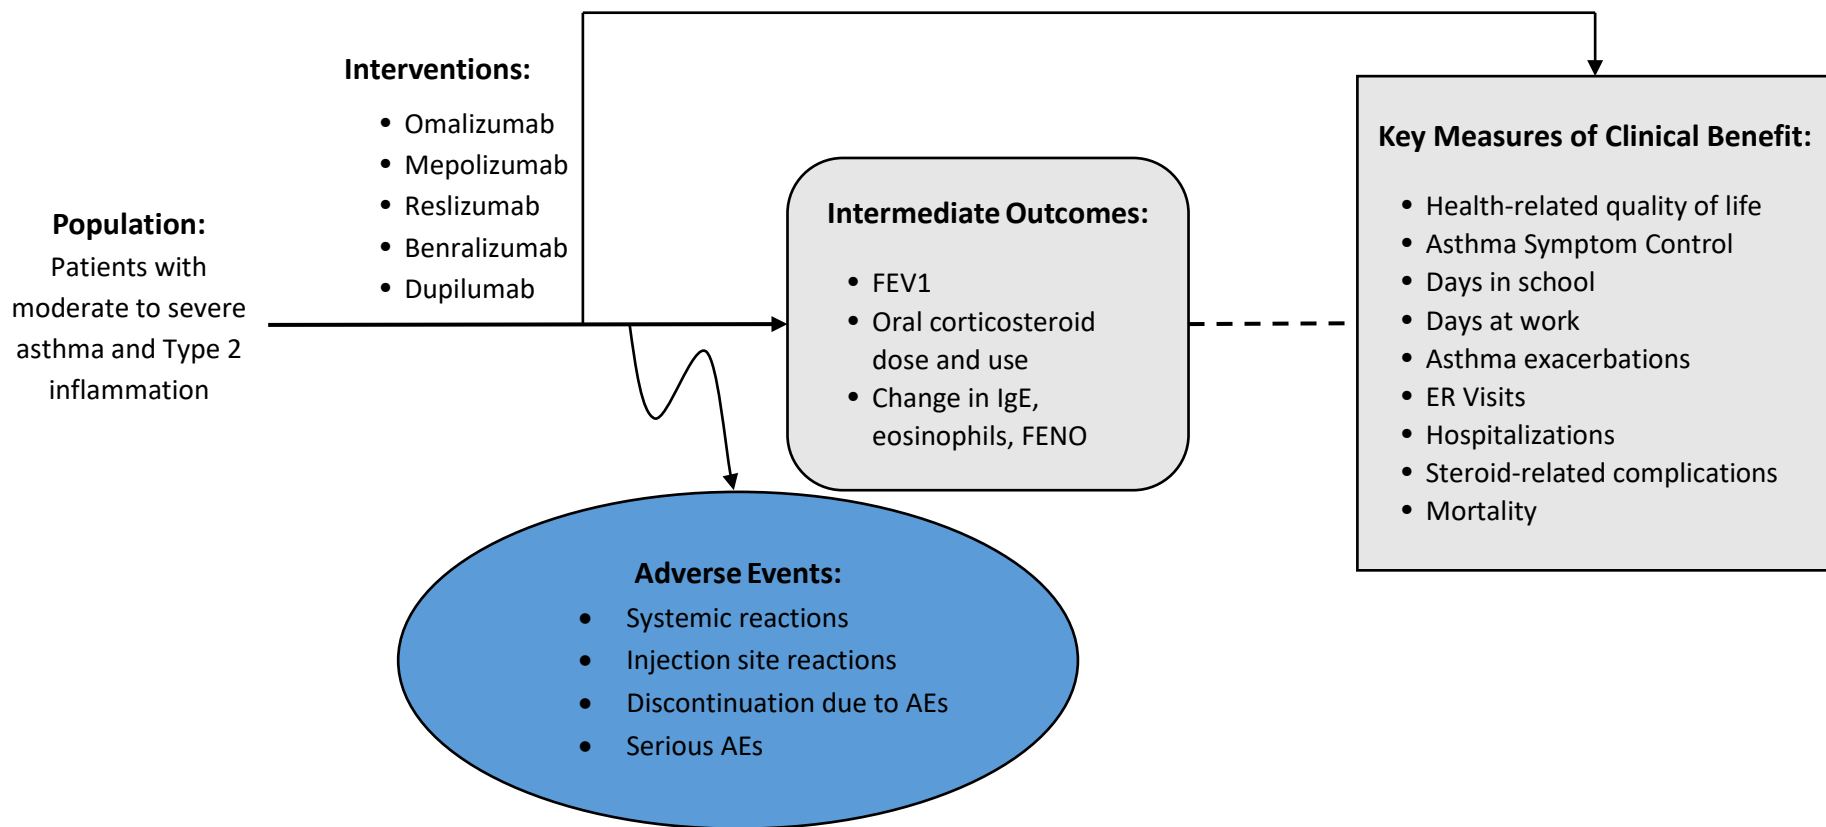 Population:
Patients with
moderate to severe
asthma and Type 2
inflammation
Interventions:
• Omalizumab
• Mepolizumab
• Reslizumab
• Benralizumab
• Dupilumab
Intermediate Outcomes:
• FEV1
• Oral corticosteroid
dose and use
• Change in IgE,
eosinophils, FENO
Key Measures of Clinical Benefit:
• Health-related quality of life
• Asthma Symptom Control
• Days in school
• Days at work
• Asthma exacerbations
• ER Visits
• Hospitalizations
• Steroid-related complications
• Mortality
Adverse Events:
• Systemic reactions
• Injection site reactions
• Discontinuation due to AEs
• Serious AEs